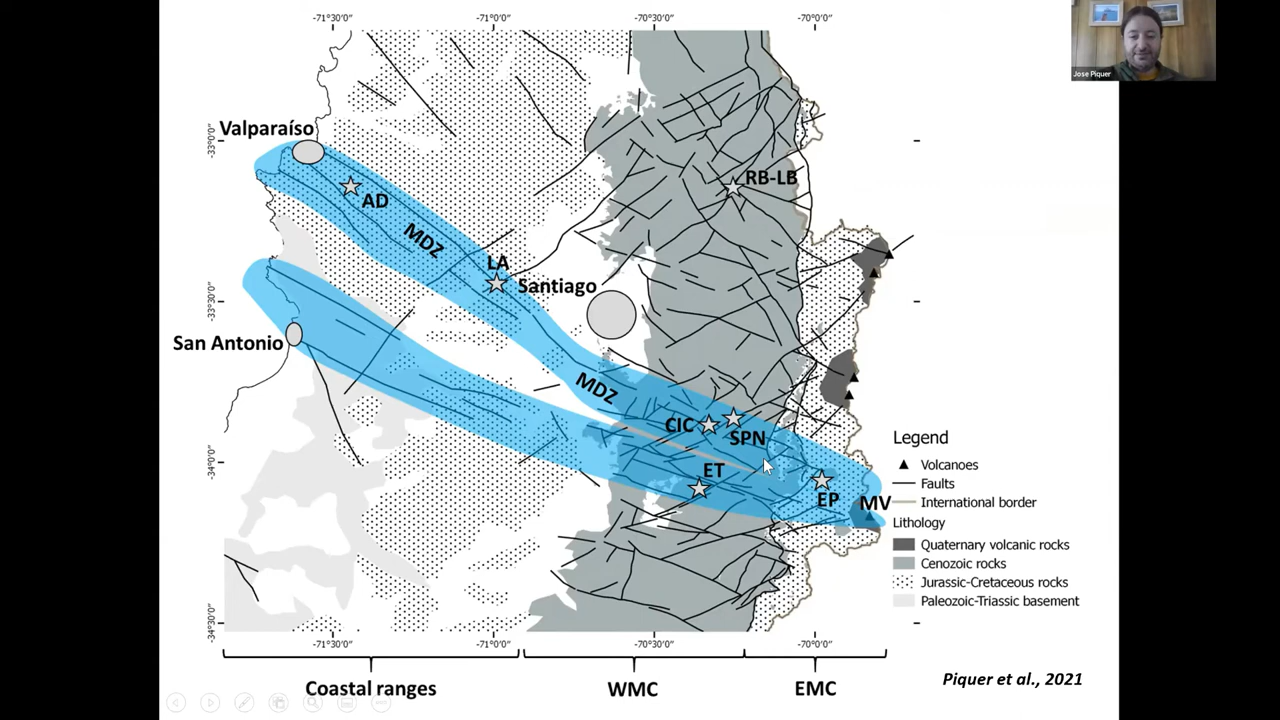 -71°30'0"
-71°0'0"
-70°30'0"
-70°0'0"
Jose Piquer
Valparaíso
-33°0'0"
RB-LB
AD
MDZ
LA
Santiago
-33°30'0"
San Antonio
MDZ
CIC
SPN
ET
-34°0'0"
EP
MV
Legend
Volcanoes
Faults
International border
Lithology
Quaternary volcanic rocks
Cenozoic rocks
Jurassic-Cretaceous rocks
Paleozoic-Triassic basement
-34°30'0"
-71°30'0"
-71°0'0"
-70°30'0"
-70°0'0"
Coastal ranges
WMC
EMC
Piquer et al., 2021